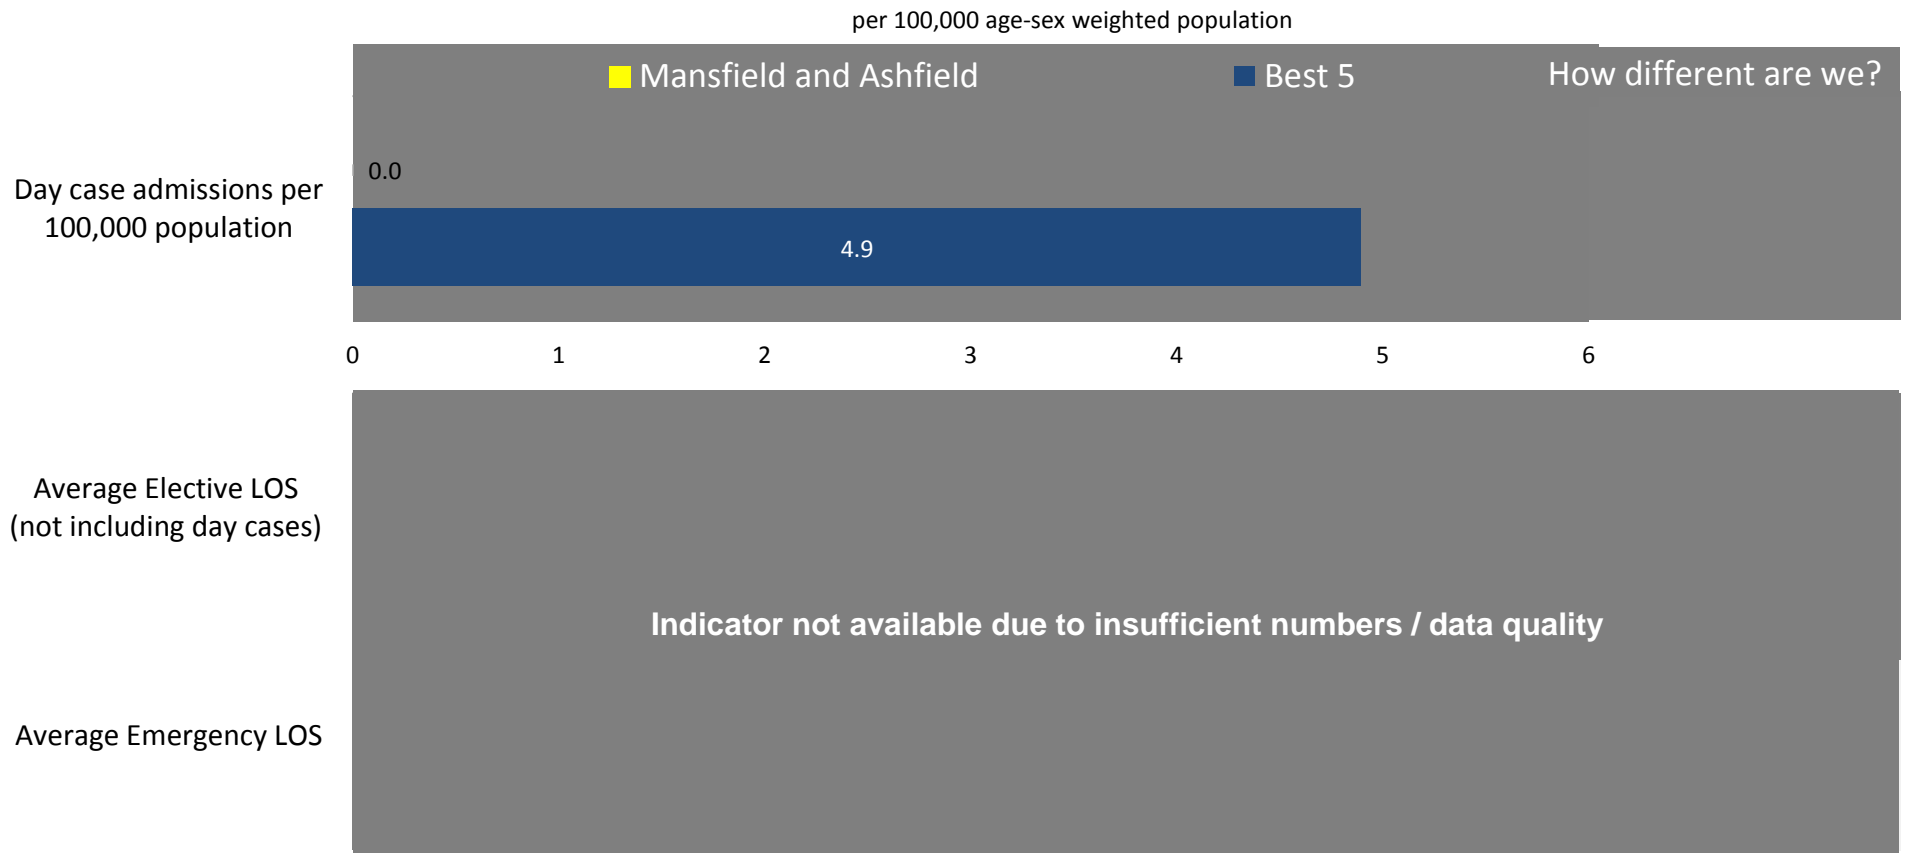 per 100,000 age-sex weighted population
Mansfield and Ashfield
Best 5
How different are we?
Day case admissions per
100,000 population
0.0
4.9
0 1 2 3 4 5 6
Average Elective LOS
(not including day cases)
Indicator not available due to insufficient numbers / data quality
Average Emergency LOS